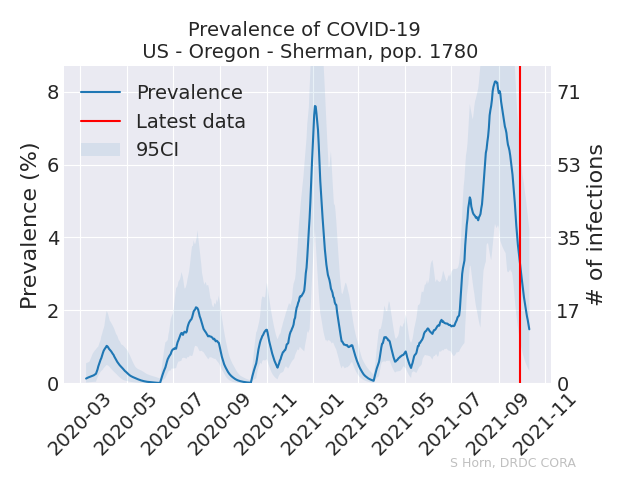 Prevalence of COVID-19
US - Oregon - Sherman, pop. 1780
Prevalence
Latest data
95CI
Prevalence (%)
8
6
4
2
0
71
53
35
17
0
# of infections
2020-03
2020-05
2020-07
2020-09
2020-11
2021-01
2021-03
2021-05
2021-07
2021-09
2021-11
S Horn, DRDC CORA